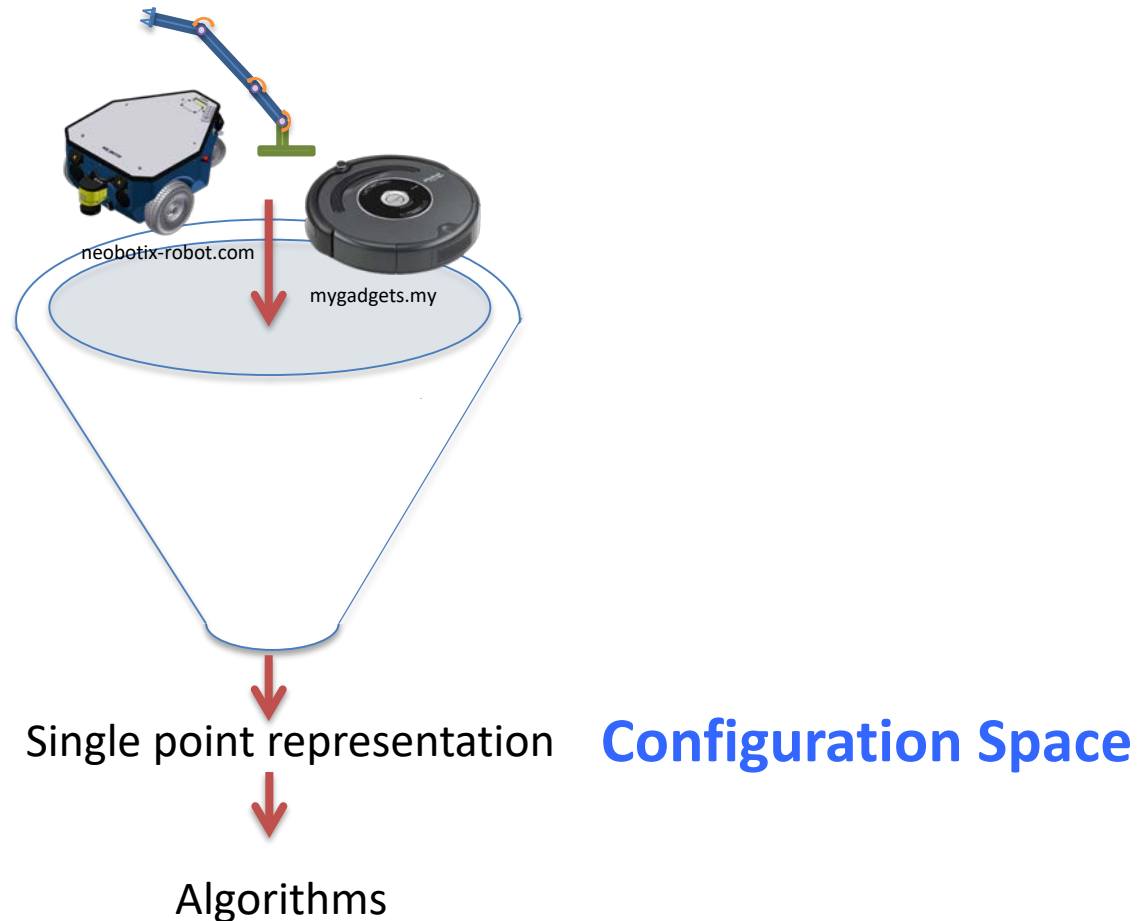 neobotix-robot.com
mygadgets.my
Single point representation
Configuration Space
Algorithms